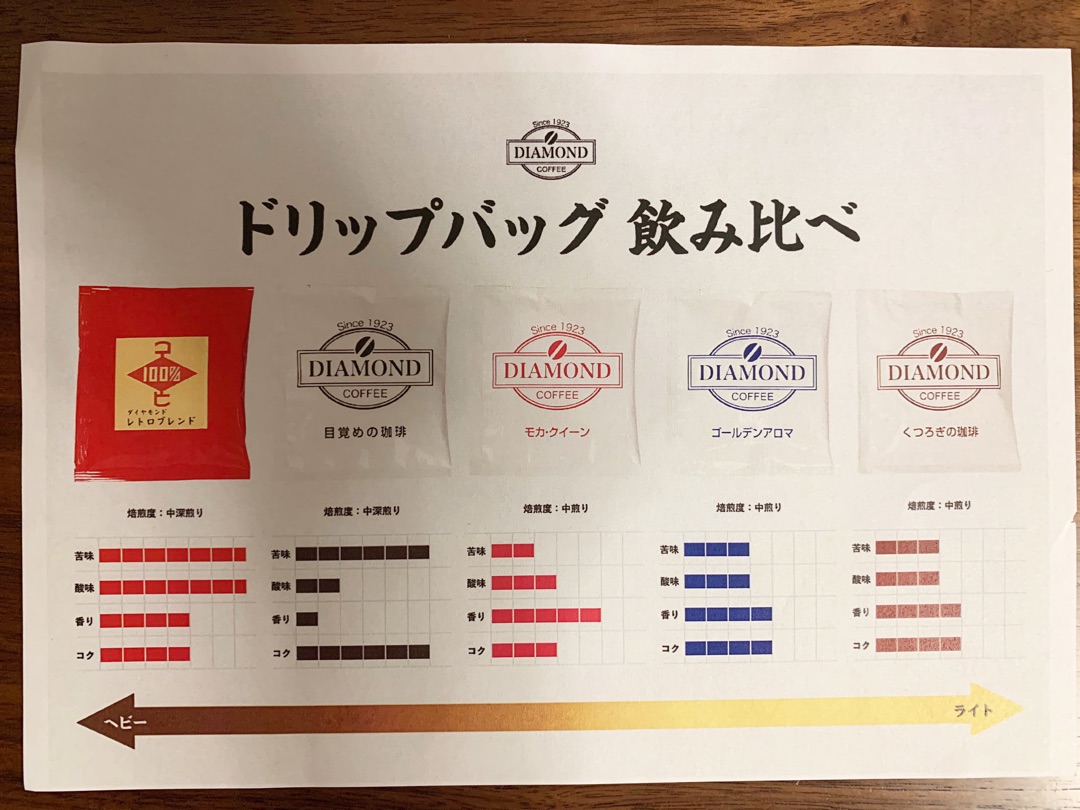 Since 1923
DIAMOND
COFFEE
ドリップバッグ 飲み比べ
コーヒ
100%
ダイヤモンド
レトロブレンド
Since 1923
DIAMOND
COFFEE
目覚めの珈琲
Since 1923
DIAMOND
COFFEE
モカ・クイーン
Since 1923
DIAMOND
COFFEE
ゴールデンアロマ
Since 1923
DIAMOND
COFFEE
くつろぎの珈琲
焙煎度：中深煎り
苦味
酸味
香り
コク
焙煎度：中深煎り
苦味
酸味
香り
コク
焙煎度：中煎り
苦味
酸味
香り
コク
焙煎度：中煎り
苦味
酸味
香り
コク
焙煎度：中煎り
苦味
酸味
香り
コク
ヘビー
ライト